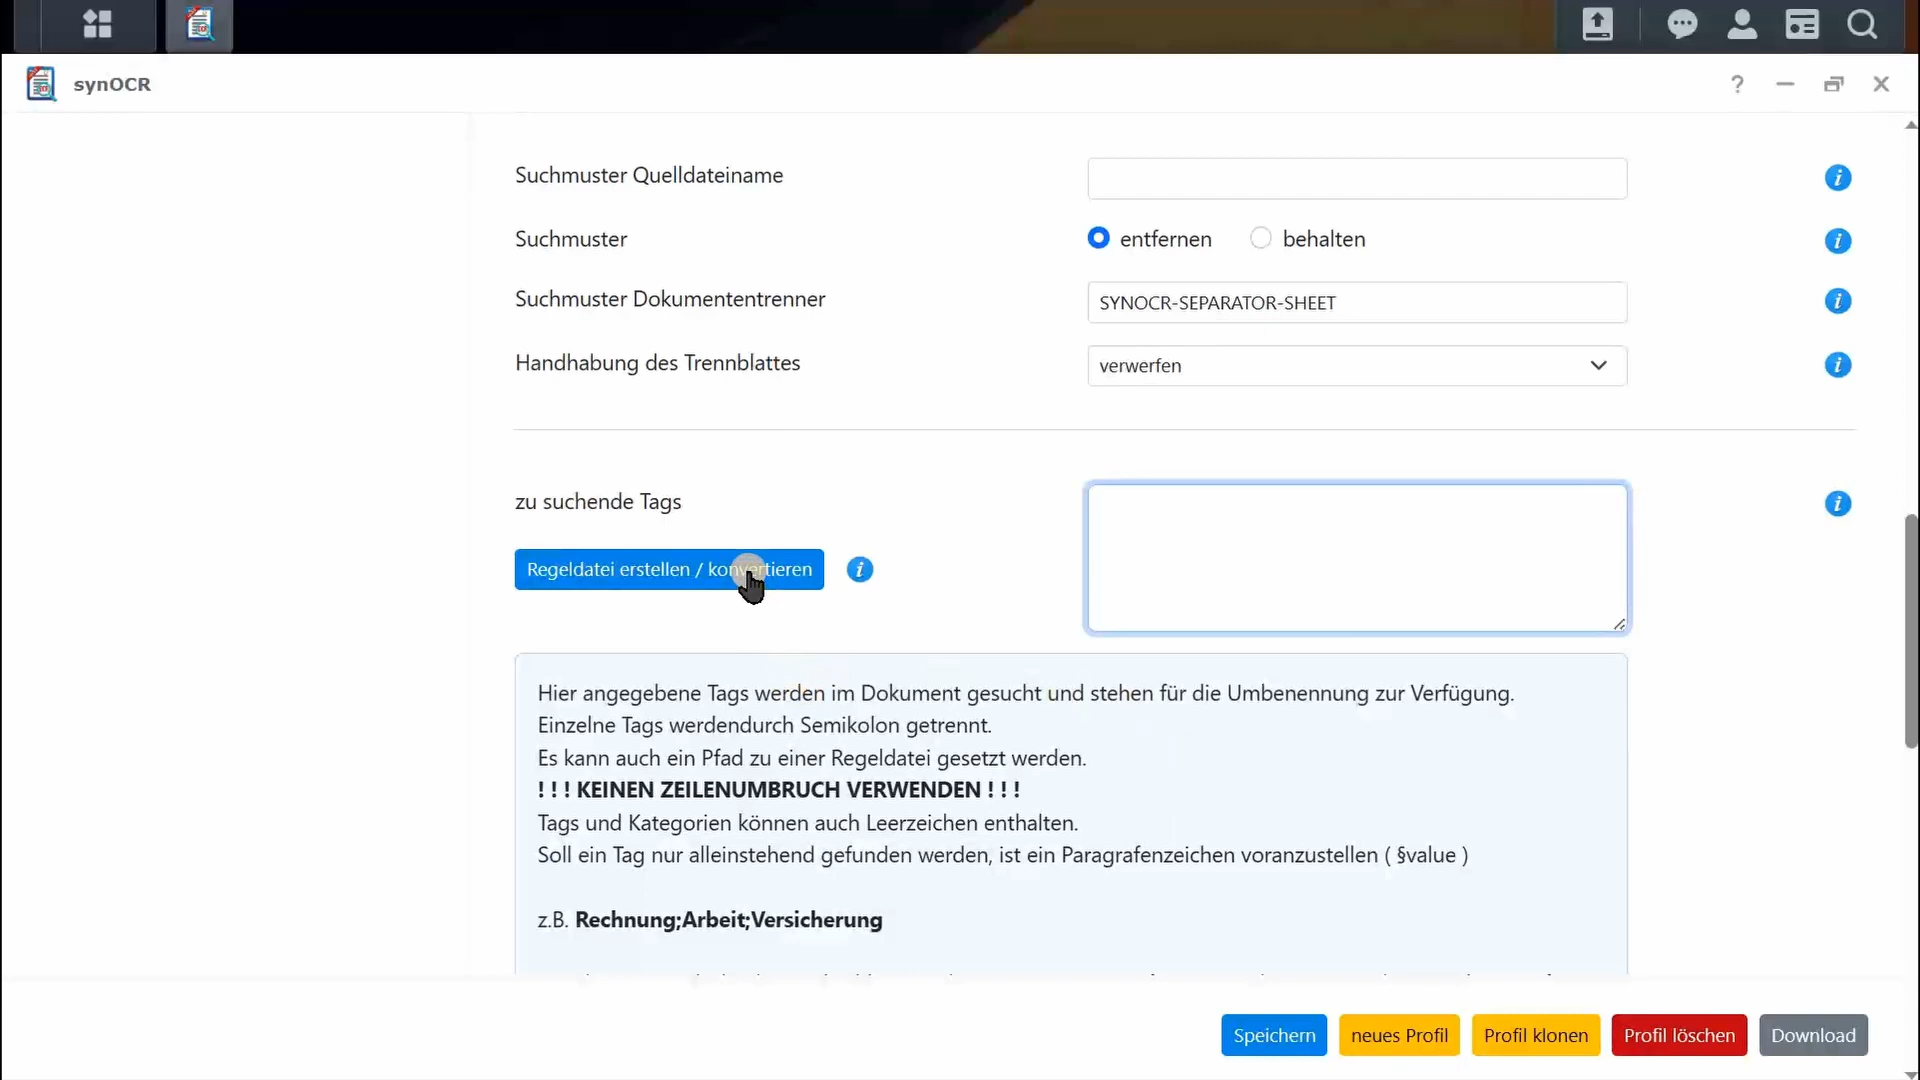 synOCR
Suchmuster Quelldateiname
Suchmuster
entfernen
behalten
Suchmuster Dokumententrenner
SYNOCR-SEPARATOR-SHEET
Handhabung des Trennblattes
verwerfen
zu suchende Tags
Regeldatei erstellen / konvertieren
Hier angegebene Tags werden im Dokument gesucht und stehen für die Umbenennung zur Verfügung.
Einzelne Tags werdendurch Semikolon getrennt.
Es kann auch ein Pfad zu einer Regeldatei gesetzt werden.
! ! ! KEINEN ZEILENUMBRUCH VERWENDEN ! ! !
Tags und Kategorien können auch Leerzeichen enthalten.
Soll ein Tag nur alleinstehend gefunden werden, ist ein Paragrafenzeichen voranzustellen ( §value )
z.B. Rechnung;Arbeit;Versicherung
Speichern
neues Profil
Profil klonen
Profil löschen
Download